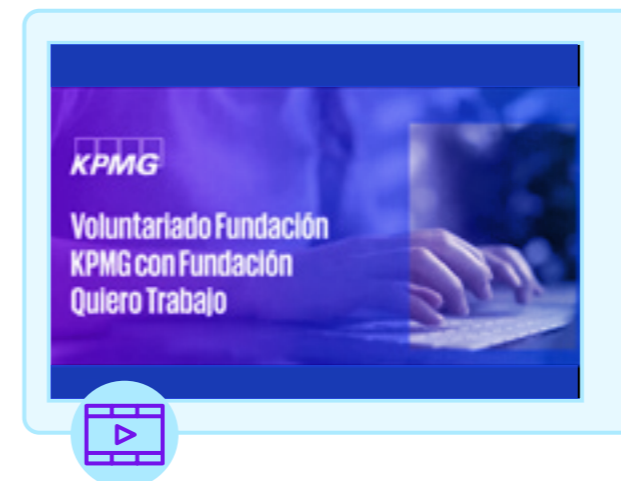 KPMG
Voluntariado Fundación
KPMG con Fundación
Quiero Trabajo